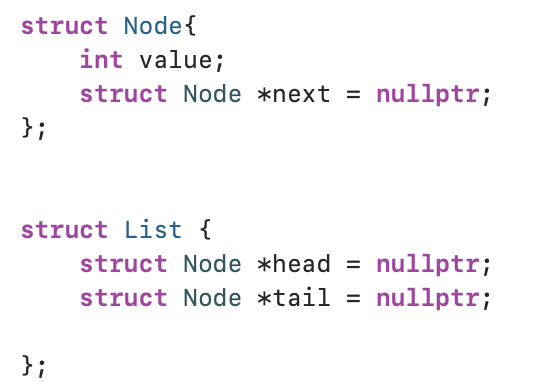 struct Node{
    int value;
    struct Node *next = nullptr;
};
struct List {
    struct Node *head = nullptr;
    struct Node *tail = nullptr;
};